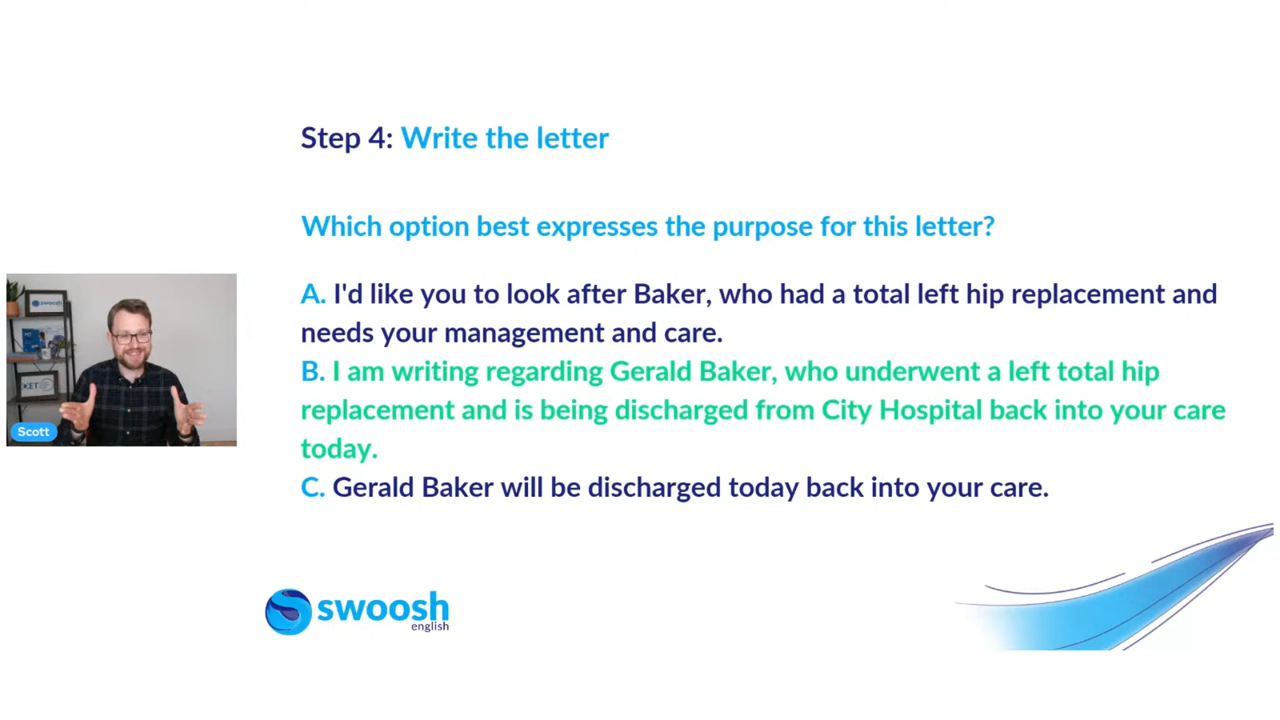 Step 4: Write the letter
Which option best expresses the purpose for this letter?
A. I'd like you to look after Baker, who had a total left hip replacement and
needs your management and care.
B. I am writing regarding Gerald Baker, who underwent a left total hip
replacement and is being discharged from City Hospital back into your care
today.
C. Gerald Baker will be discharged today back into your care.
swoosh
Scott
swoosh
english